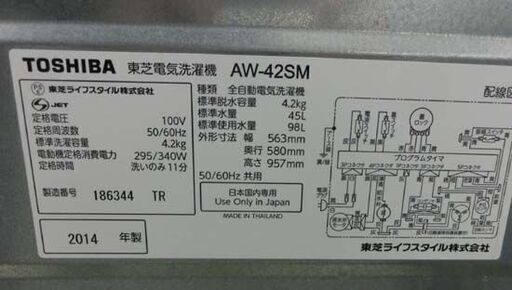 TOSHIBA 東芝電気洗濯機 AW-42SM
東芝ライフスタイル株式会社
JET
定格電圧 100V
定格周波数 50/60Hz
標準洗濯容量 4.2kg
電動機定格消費電力 295/340W
定格時間 洗いのみ 11分
製造番号 186344 TR
2014 年製
種類 全自動電気洗濯機
標準脱水容量 4.2kg
標準水量 45L
標準使用水量 98L
外形寸法 幅 563mm
奥行 580mm
高さ 957mm
50/60Hz 共用
日本国内専用
Use Only in Japan
MADE IN THAILAND
配線図
プログラムタイマ
東芝ライフスタイル株式会社